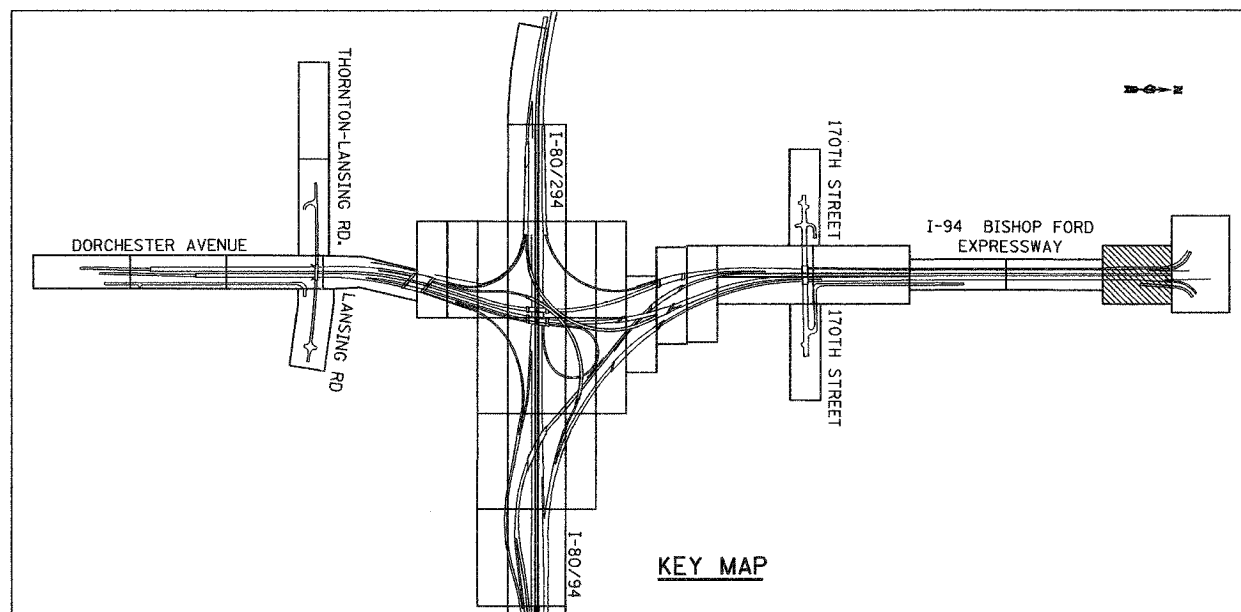 THORNTON-LANSING RD.
I-80/294
170TH STREET
DORCHESTER AVENUE
I-94 BISHOP FORD
EXPRESSWAY
LANSING RD
170TH STREET
I-80/94
KEY MAP